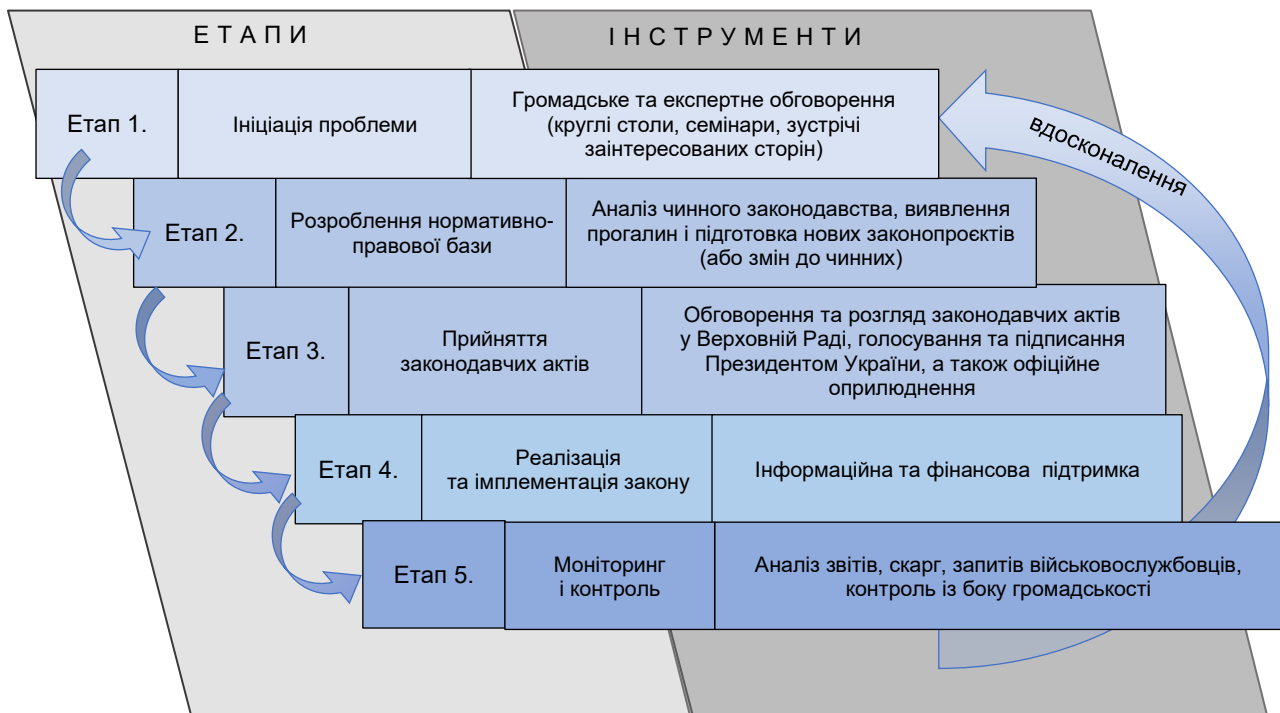 ЕТАПИ
ІНСТРУМЕНТИ
Етап 1.
Ініціація проблеми
Громадське та експертне обговорення
(круглі столи, семінари, зустрічі
заінтересованих сторін)
вдосконалення
Етап 2.
Розроблення нормативно-
правової бази
Аналіз чинного законодавства, виявлення
прогалин і підготовка нових законопроєктів
(або змін до чинних)
Етап 3.
Прийняття
законодавчих актів
Обговорення та розгляд законодавчих актів
у Верховній Раді, голосування та підписання
Президентом України, а також офіційне
оприлюднення
Етап 4.
Реалізація
та імплементація закону
Інформаційна та фінансова підтримка
Етап 5.
Моніторинг
і контроль
Аналіз звітів, скарг, запитів військовослужбовців,
контроль із боку громадськості